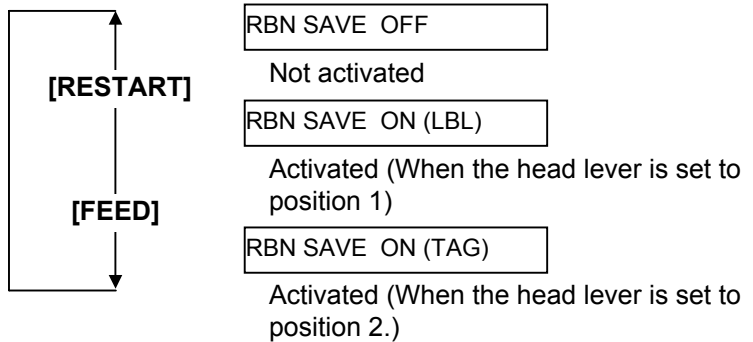 RBN SAVE OFF
Not activated
[RESTART]
RBN SAVE ON (LBL)
Activated (When the head lever is set to
position 1)
[FEED]
RBN SAVE ON (TAG)
Activated (When the head lever is set to
position 2.)